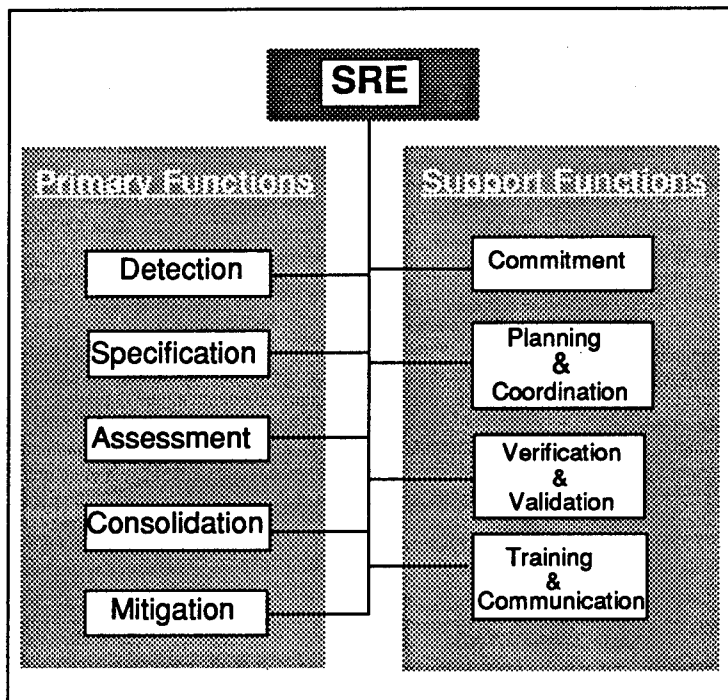 SRE
Primary Functions
Detection
Specification
Assessment
Consolidation
Mitigation
Support Functions
Commitment
Planning
&
Coordination
Verification
&
Validation
Training
&
Communication